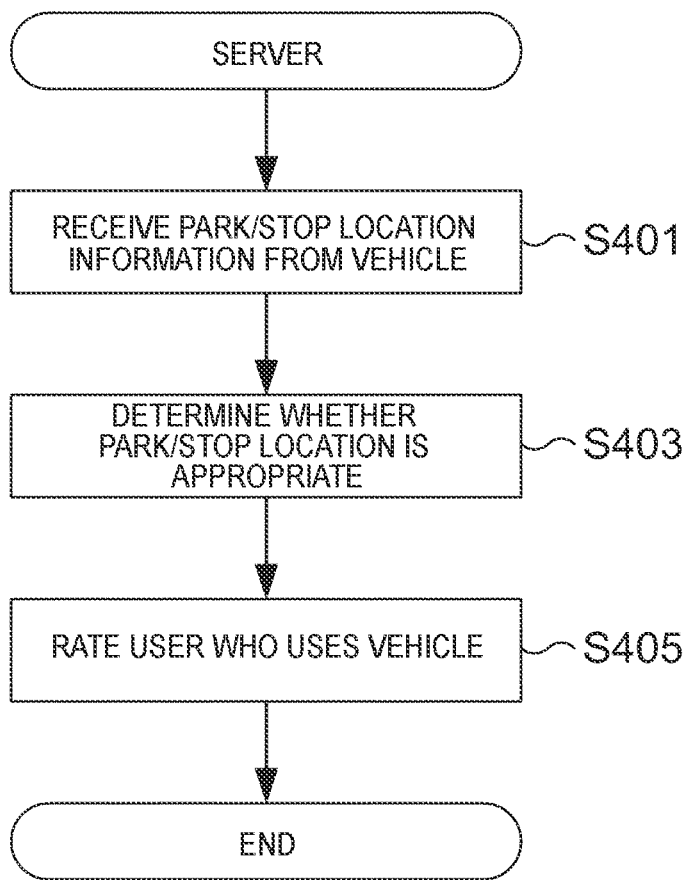 SERVER
RECEIVE PARK/STOP LOCATION
INFORMATION FROM VEHICLE
S401
DETERMINE WHETHER
PARK/STOP LOCATION IS
APPROPRIATE
S403
RATE USER WHO USES VEHICLE
S405
END